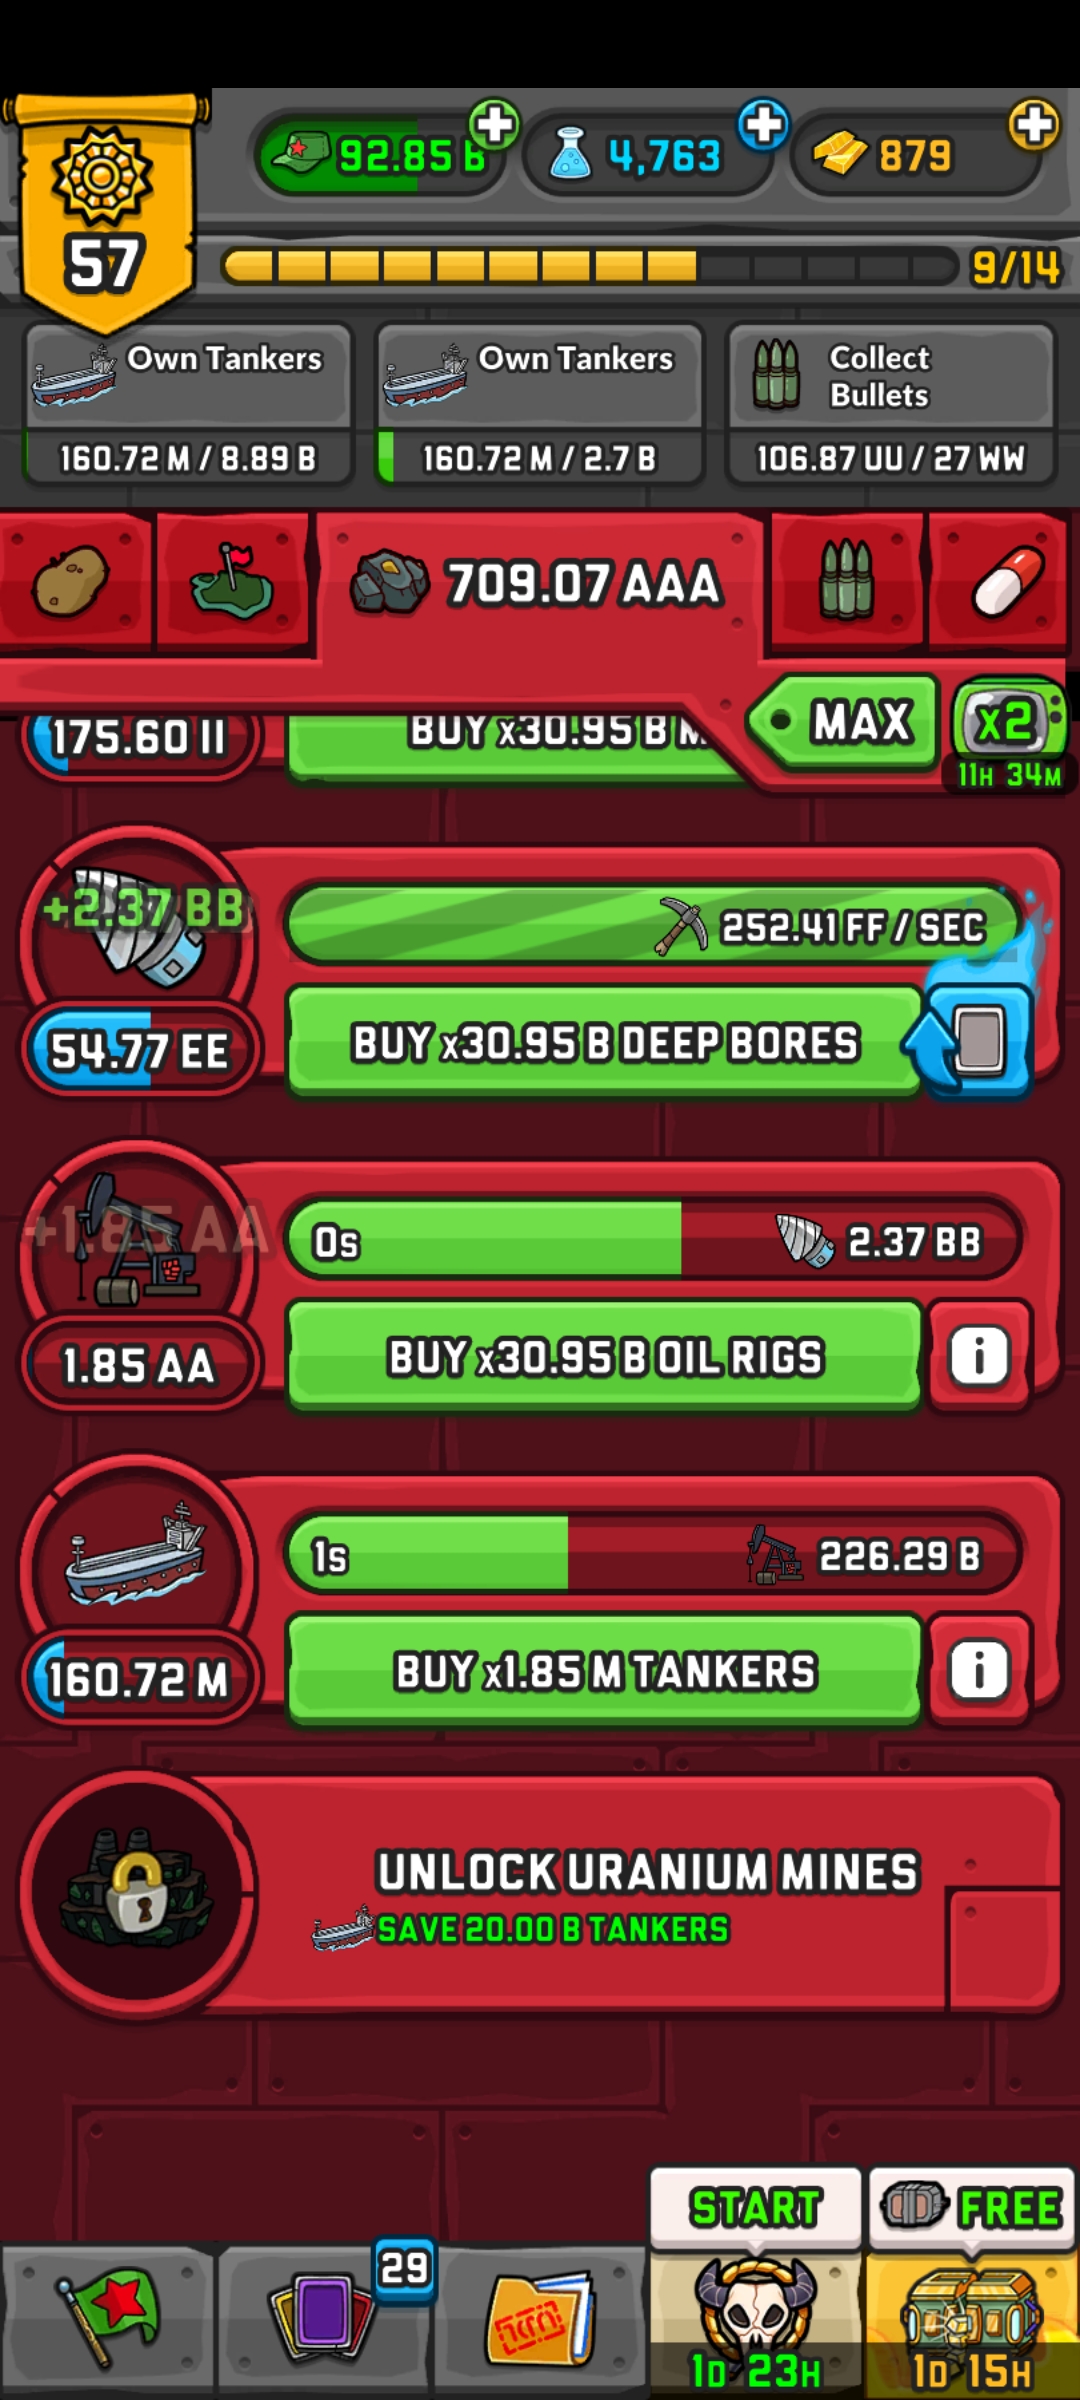 57
92.85 B
4,763
879
9/14
Own Tankers
160.72 M / 8.89 B
Own Tankers
160.72 M / 2.7 B
Collect
Bullets
106.87 UU / 27 WW
709.07 AAA
MAX
x2
11H 34M
175.60 II
BUY x30.95 B M
+2.37 BB
252.41 FF / SEC
54.77 EE
BUY x30.95 B DEEP BORES
+1.85 AA
0s
2.37 BB
1.85 AA
BUY x30.95 B OIL RIGS
i
1s
226.29 B
160.72 M
BUY x1.85 M TANKERS
i
UNLOCK URANIUM MINES
SAVE 20.00 B TANKERS
START
FREE
29
1D 23H
1D 15H